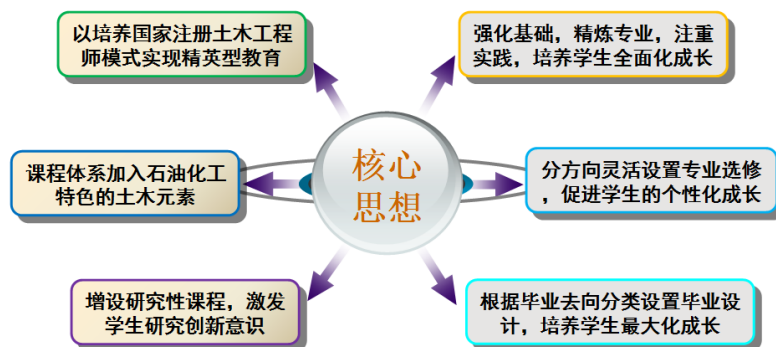 以培养国家注册土木工程
师模式实现精英型教育
强化基础，精炼专业，注重
实践，培养学生全面化成长
课程体系加入石油化工
特色的土木元素
核心
思想
分方向灵活设置专业选修
，促进学生的个性化成长
增设研究性课程，激发
学生研究创新意识
根据毕业去向分类设置毕业设
计，培养学生最大化成长